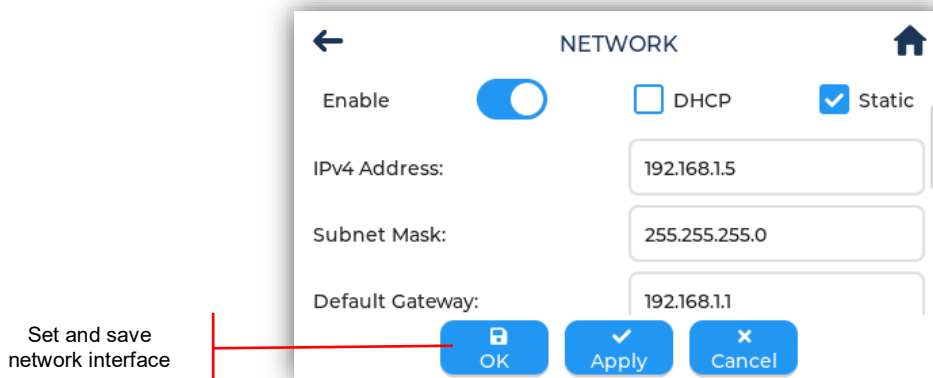 NETWORK
Enable DHCP Static
IPv4 Address: 192.168.1.5
Subnet Mask: 255.255.255.0
Default Gateway: 192.168.1.1
Set and save
network interface
OK Apply Cancel